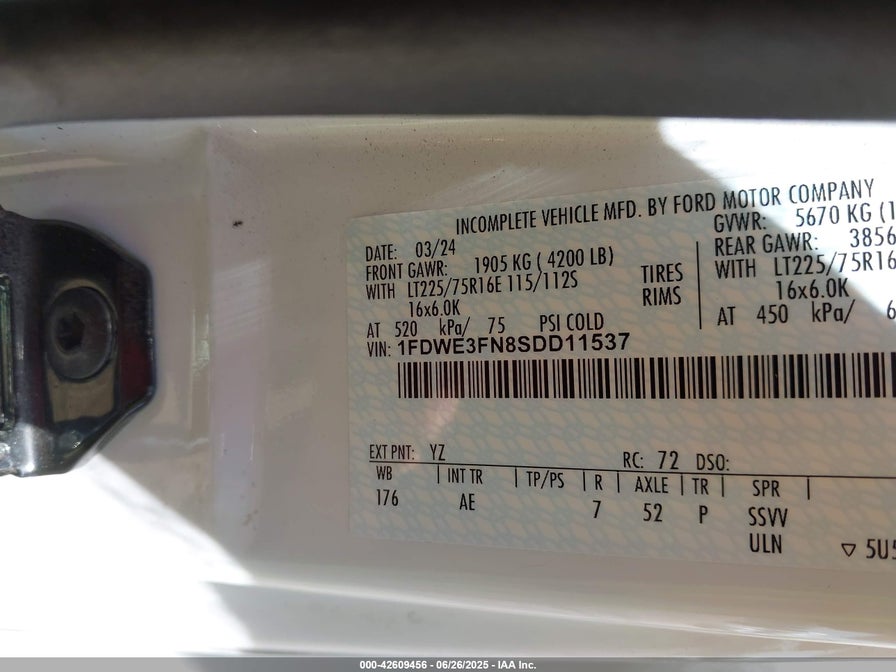 INCOMPLETE VEHICLE MFD. BY FORD MOTOR COMPANY
DATE: 03/24 GVWR: 5670 KG
FRONT GAWR: 1905 KG ( 4200 LB) REAR GAWR: 3856
WITH LT225/75R16E 115/112S TIRES WITH LT225/75R16
16x6.0K RIMS 16x6.0K
AT 520 kPa/ 75 PSI COLD AT 450 kPa/
VIN: 1FDWE3FN8SDD11537
EXT PNT: YZ RC: 72 DSO:
WB INT TR TP/PS R AXLE TR SPR
176 AE 7 52 P SSVV
ULN
5U5
000-42609456 - 06/26/2025 - IAA Inc.